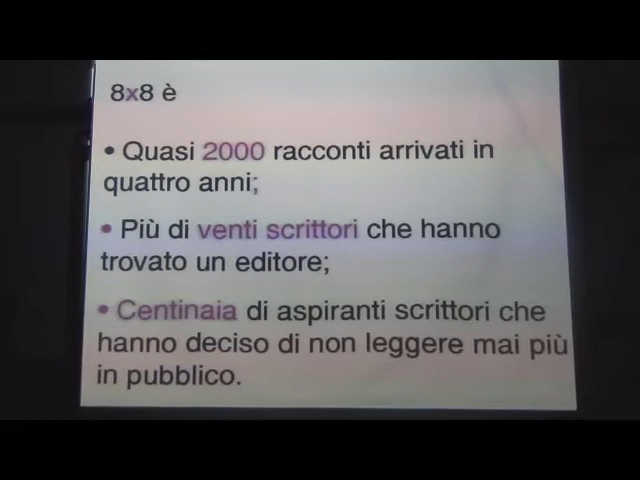 8x8 è
• Quasi 2000 racconti arrivati in
quattro anni;
• Più di venti scrittori che hanno
trovato un editore;
• Centinaia di aspiranti scrittori che
hanno deciso di non leggere mai più
in pubblico.